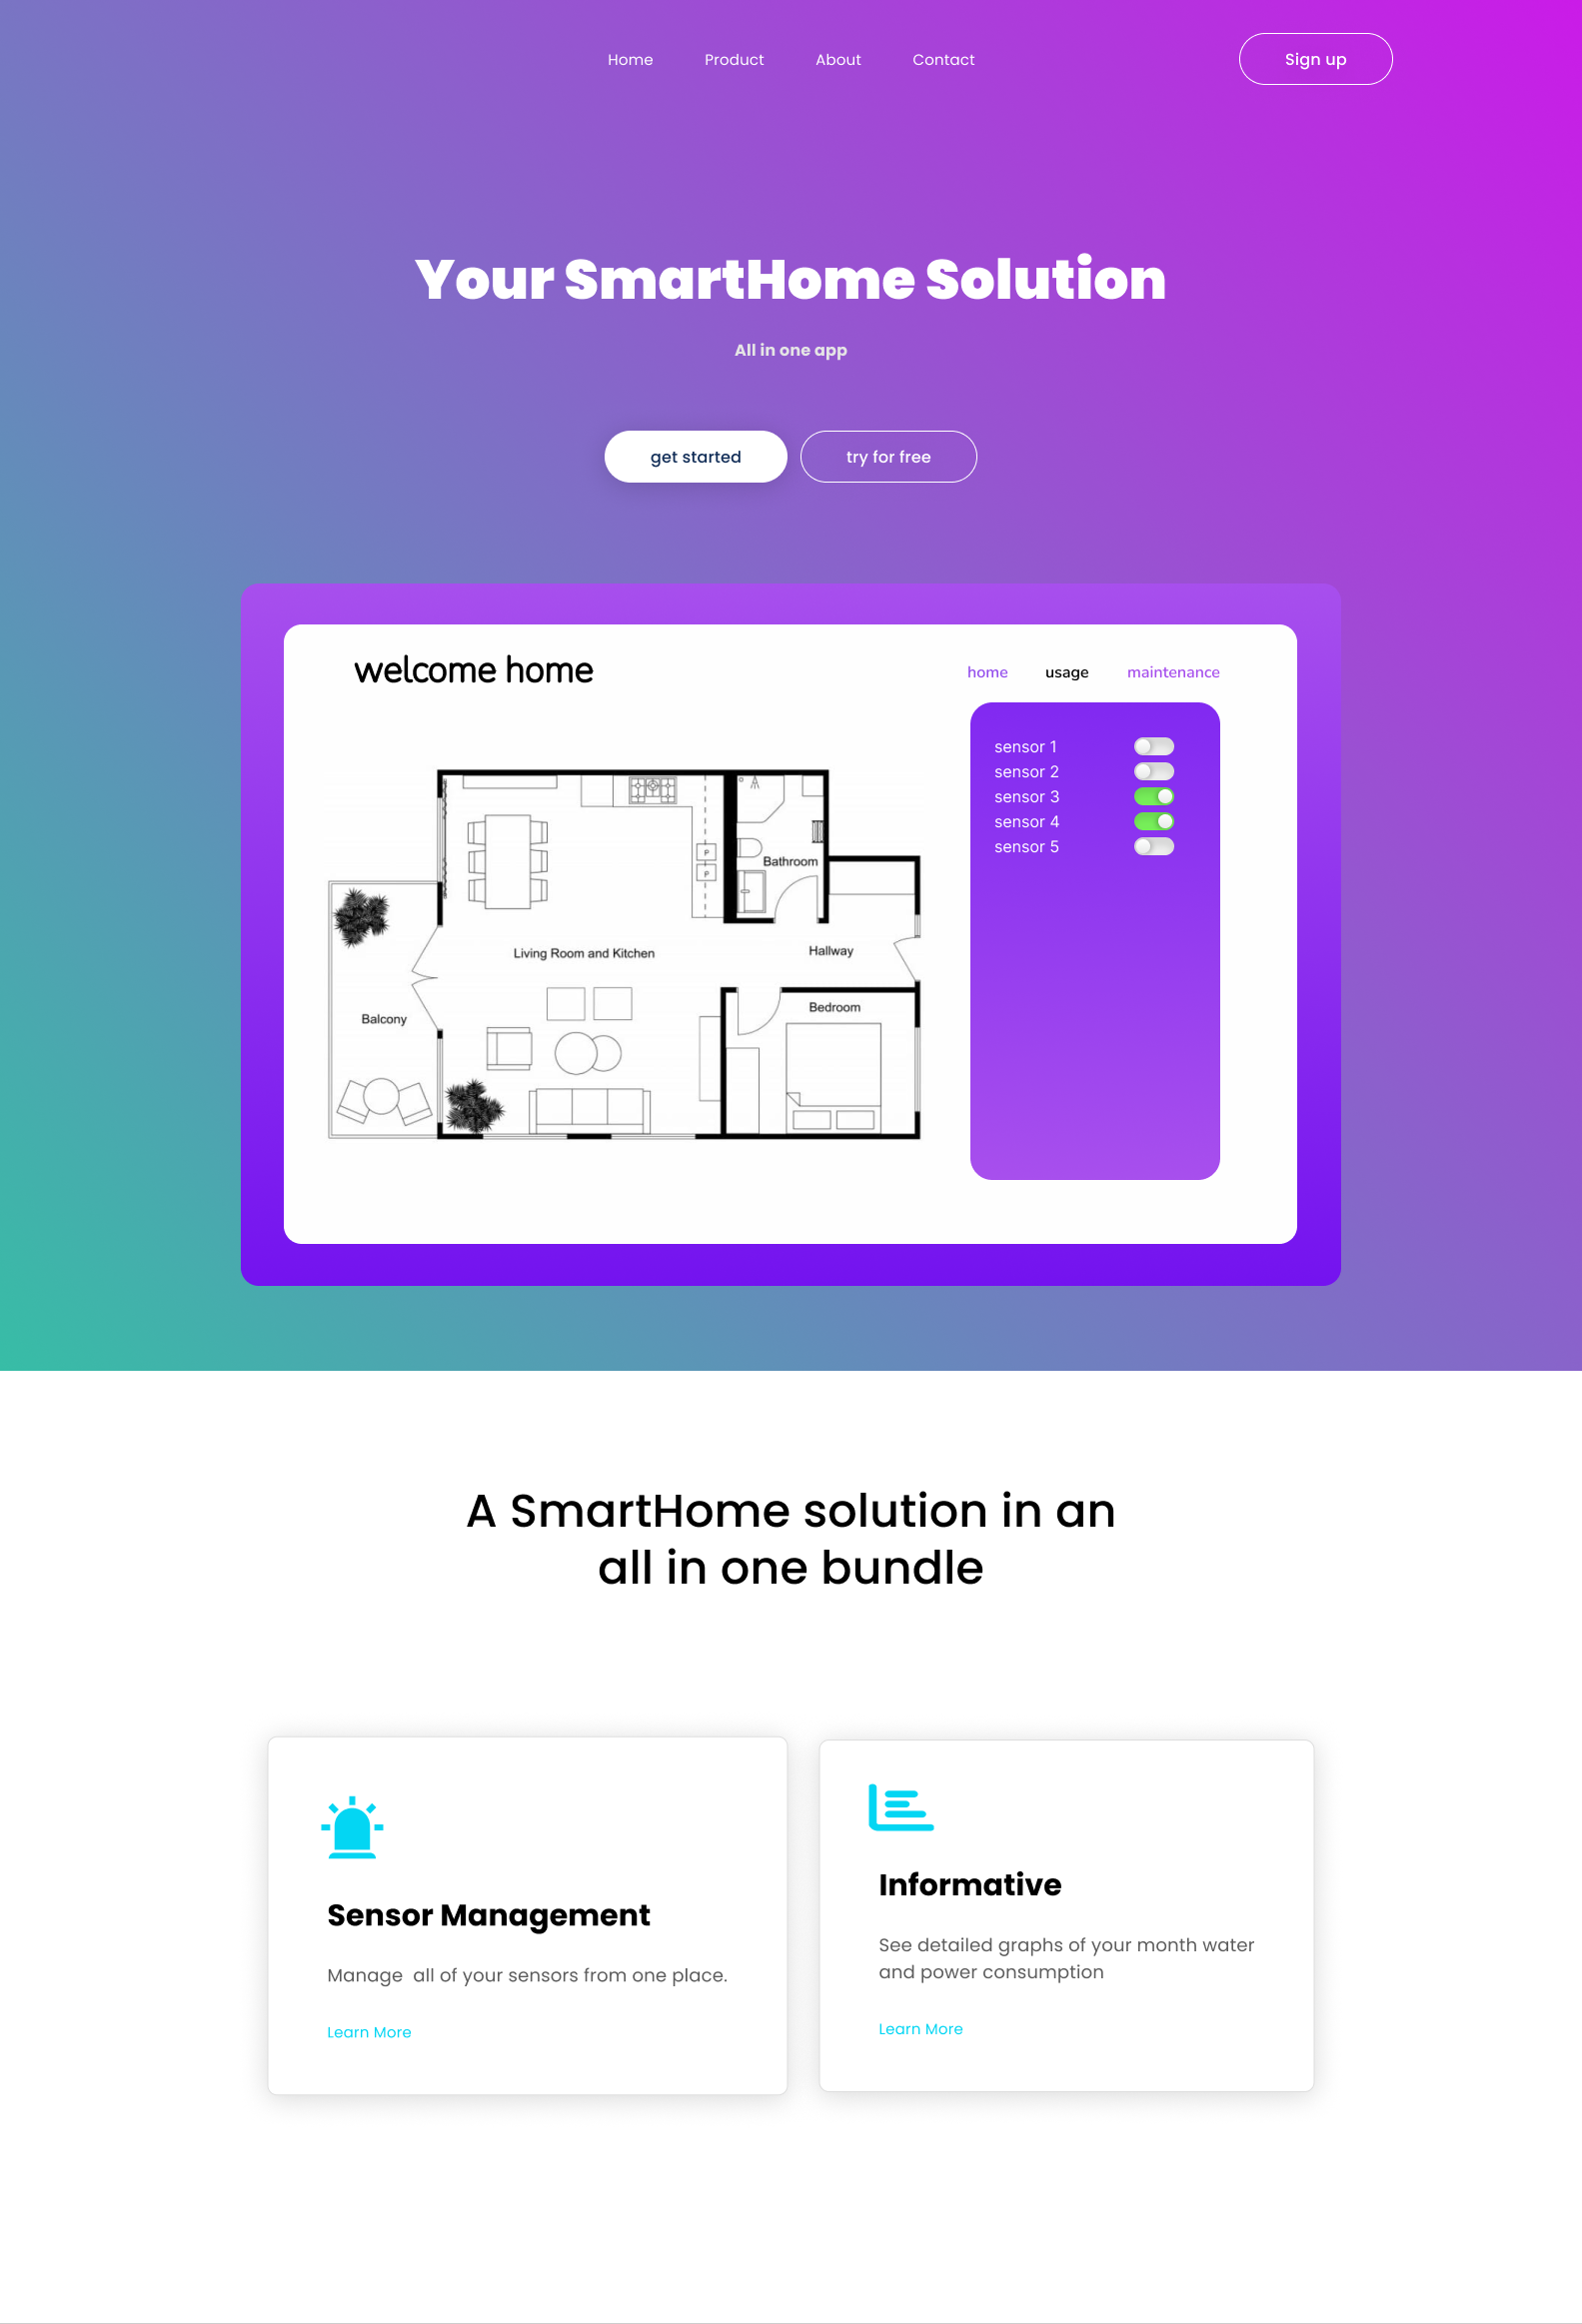 Home Product About Contact Sign up
Your SmartHome Solution
All in one app
get started try for free
welcome home
home usage maintenance
sensor 1
sensor 2
sensor 3
sensor 4
sensor 5
P
P
Bathroom
Living Room and Kitchen
Hallway
Balcony
Bedroom
A SmartHome solution in an
all in one bundle
Sensor Management
Manage  all of your sensors from one place.
Learn More
Informative
See detailed graphs of your month water
and power consumption
Learn More